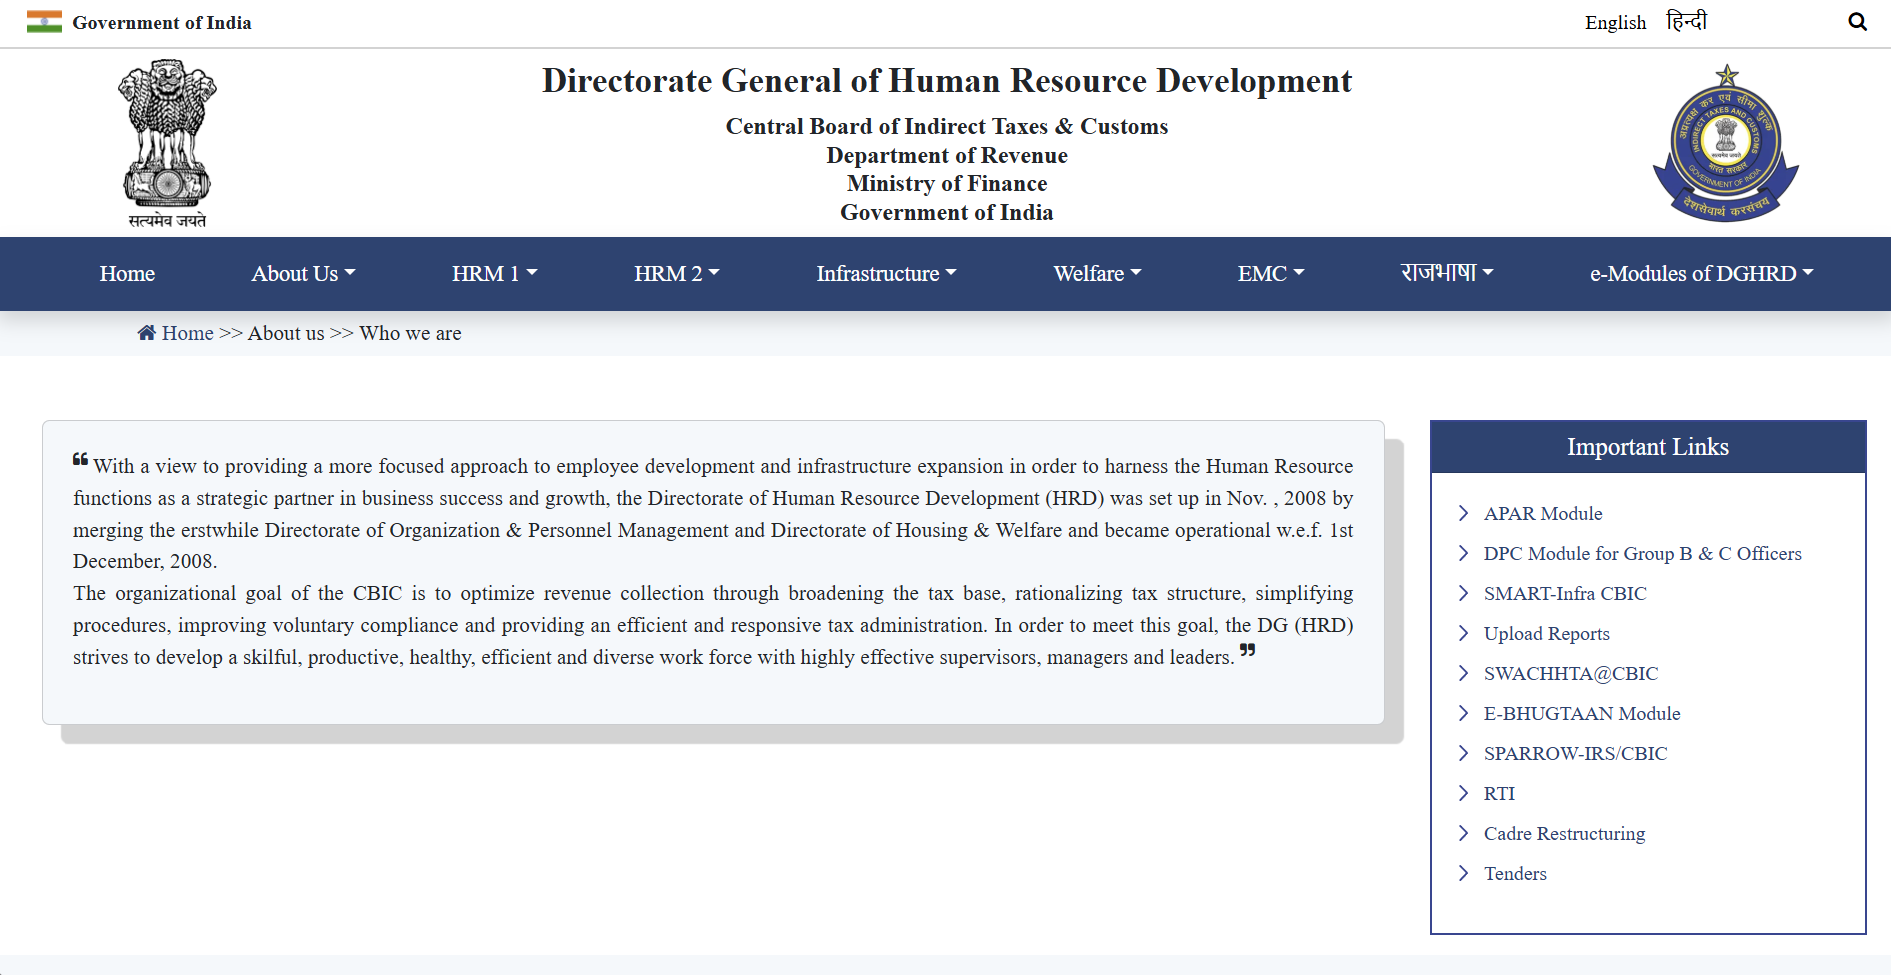 Government of India
English हिन्दी
Directorate General of Human Resource Development
Central Board of Indirect Taxes & Customs
Department of Revenue
Ministry of Finance
Government of India
सत्यमेव जयते
अप्रत्यक्ष कर एवं सीमा शुल्क
INDIRECT TAXES AND CUSTOMS
सत्यमेव जयते
भारत सरकार
GOVERNMENT OF INDIA
देशसेवार्थ करसंचय
Home About Us HRM 1 HRM 2 Infrastructure Welfare EMC राजभाषा e-Modules of DGHRD
Home >> About us >> Who we are
❝ With a view to providing a more focused approach to employee development and infrastructure expansion in order to harness the Human Resource
functions as a strategic partner in business success and growth, the Directorate of Human Resource Development (HRD) was set up in Nov. , 2008 by
merging the erstwhile Directorate of Organization & Personnel Management and Directorate of Housing & Welfare and became operational w.e.f. 1st
December, 2008.
The organizational goal of the CBIC is to optimize revenue collection through broadening the tax base, rationalizing tax structure, simplifying
procedures, improving voluntary compliance and providing an efficient and responsive tax administration. In order to meet this goal, the DG (HRD)
strives to develop a skilful, productive, healthy, efficient and diverse work force with highly effective supervisors, managers and leaders. ❞
Important Links
APAR Module
DPC Module for Group B & C Officers
SMART-Infra CBIC
Upload Reports
SWACHHTA@CBIC
E-BHUGTAAN Module
SPARROW-IRS/CBIC
RTI
Cadre Restructuring
Tenders